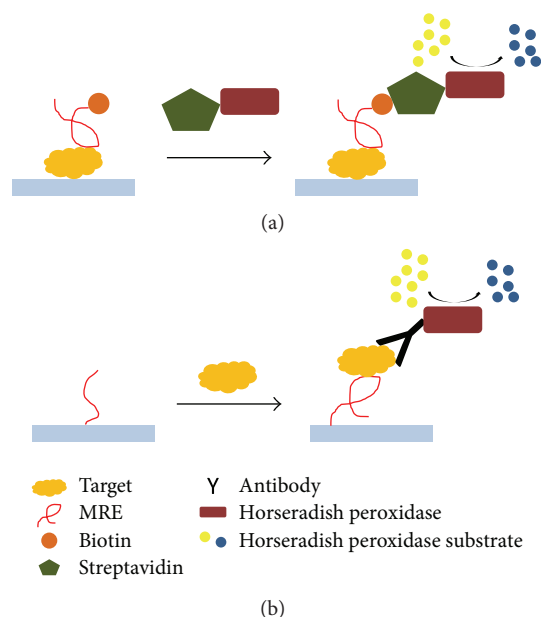 (a)
Target
MRE
Biotin
Streptavidin
Antibody
Horseradish peroxidase
Horseradish peroxidase substrate
(b)